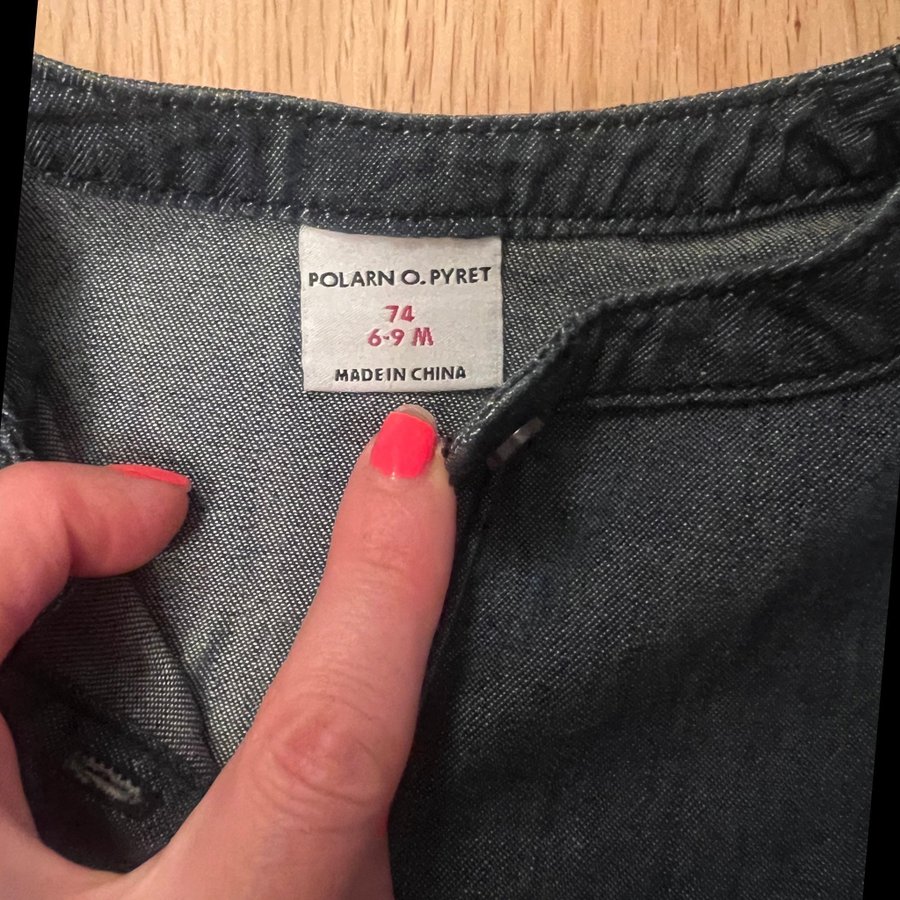 POLARN O. PYRET
74
6-9 M
MADE IN CHINA